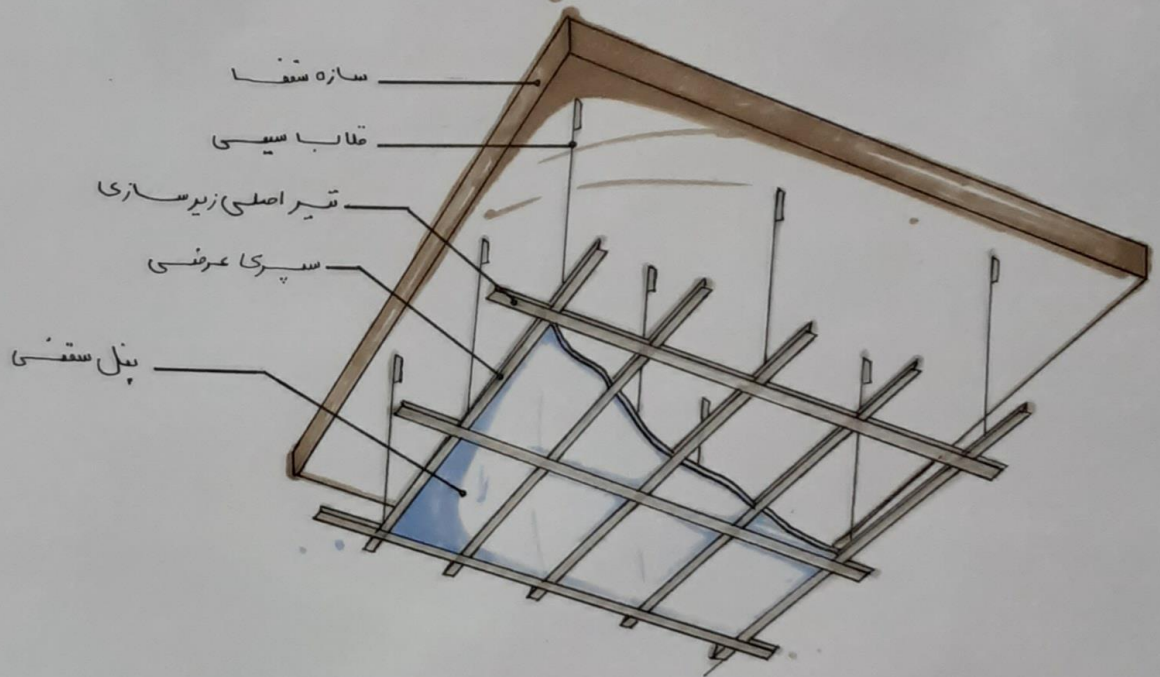 سازه سقف
قلاب سیمی
تیر اصلی زیرسازی
سپری عرضی
پنل سقفی